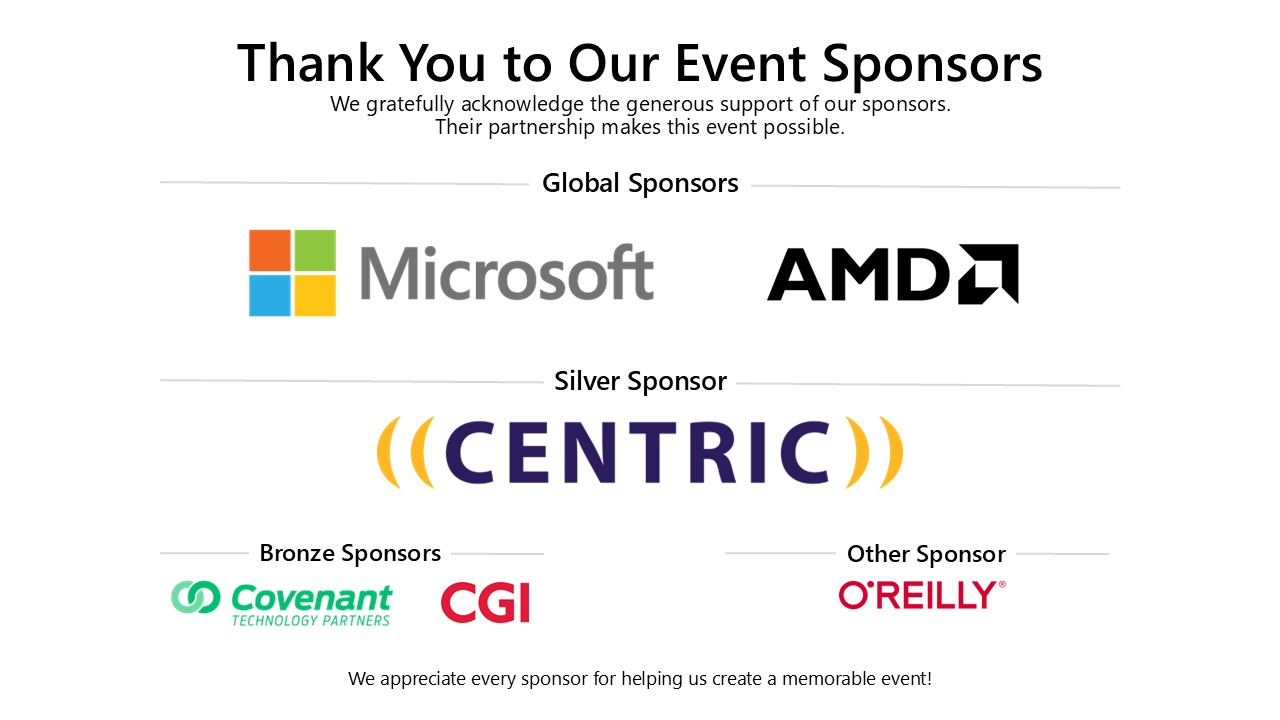 Thank You to Our Event Sponsors
We gratefully acknowledge the generous support of our sponsors.
Their partnership makes this event possible.
Global Sponsors
Microsoft AMD
Silver Sponsor
((CENTRIC))
Bronze Sponsors Other Sponsor
Covenant CGI O'REILLY®
TECHNOLOGY PARTNERS
We appreciate every sponsor for helping us create a memorable event!